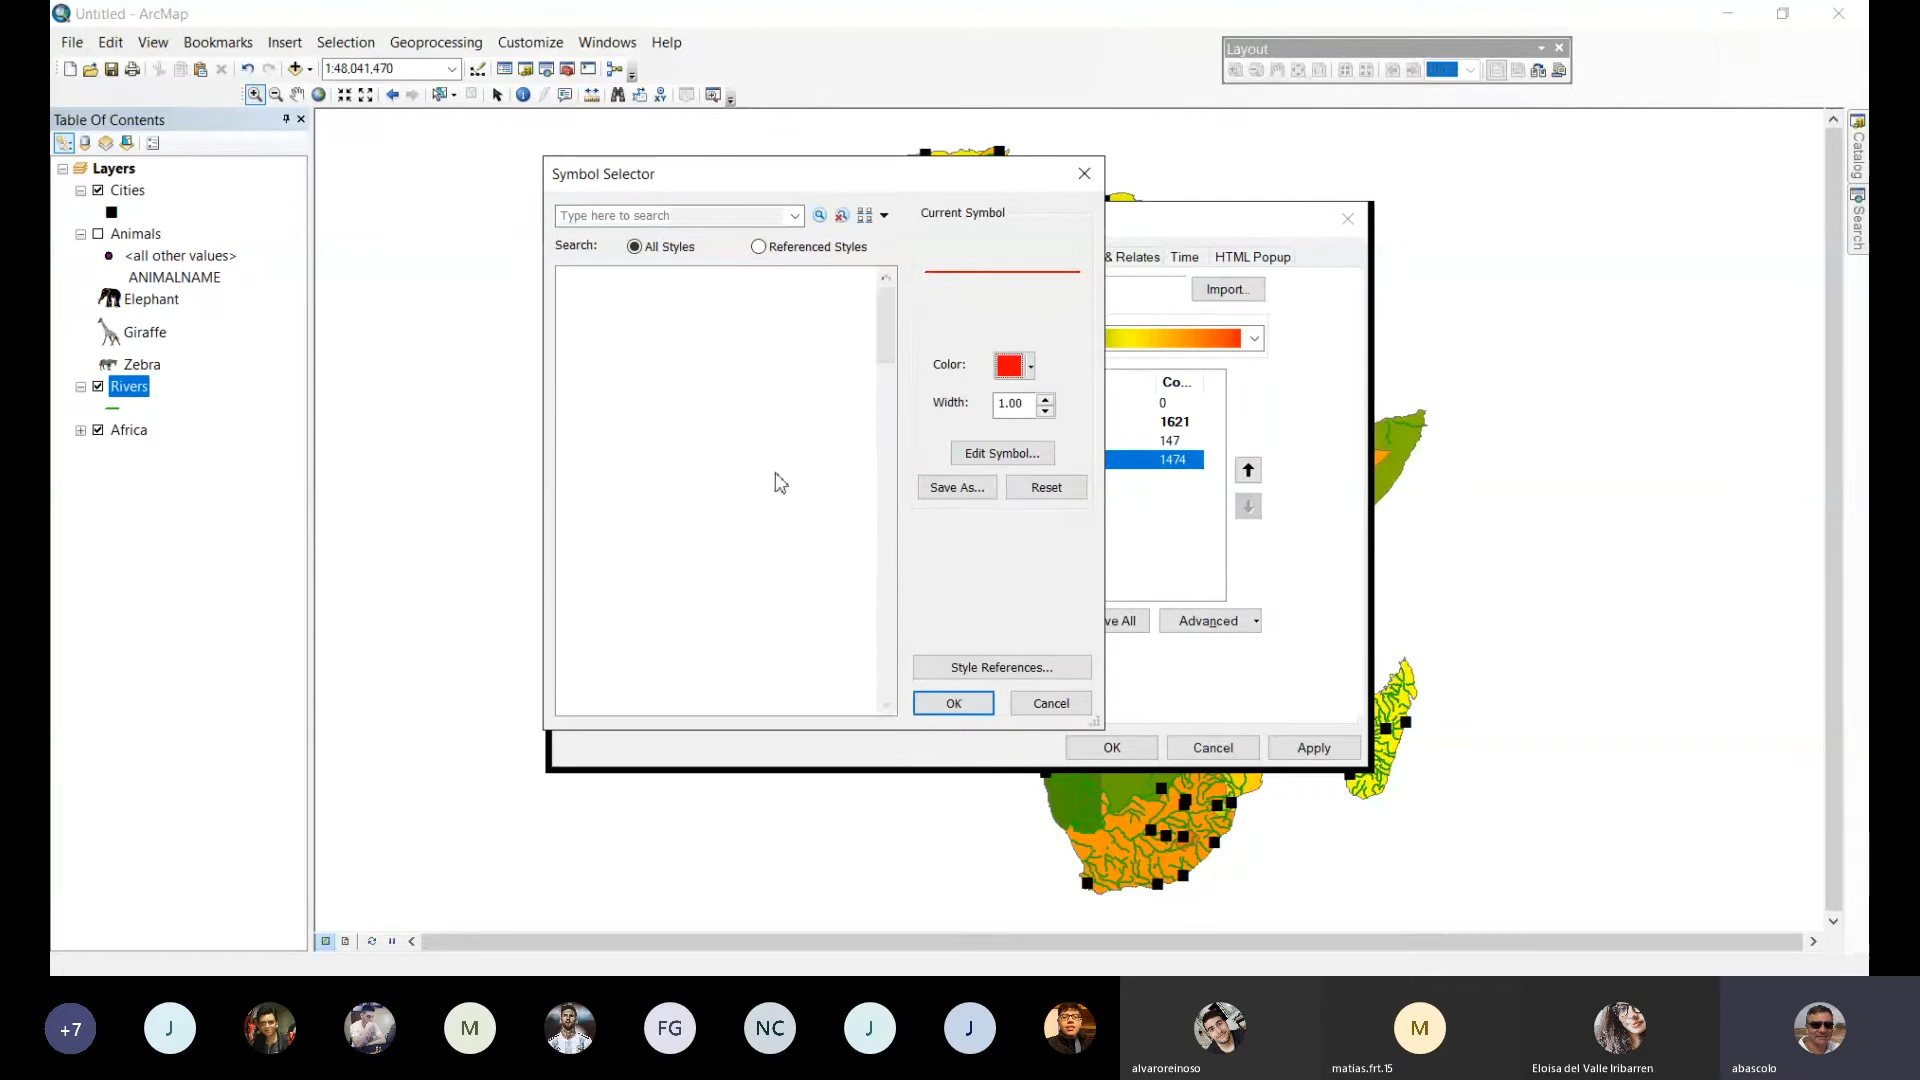 Untitled - ArcMap
File Edit View Bookmarks Insert Selection Geoprocessing Customize Windows Help
1:48,041,470
Layout
Table Of Contents
Layers
Cities
Animals
<all other values>
ANIMALNAME
Elephant
Giraffe
Zebra
Rivers
Africa
Symbol Selector
Type here to search
Search:
All Styles
Referenced Styles
Current Symbol
Color:
Width:
1.00
Edit Symbol...
Save As...
Reset
Style References...
OK
Cancel
& Relates
Time
HTML Popup
Import...
Co...
0
1621
147
1474
ve All
Advanced
OK
Cancel
Apply
Catalog
Search
+7
J
M
FG
NC
J
J
M
alvaroreinoso
matias.frt.15
Eloisa del Valle Iribarren
abascolo